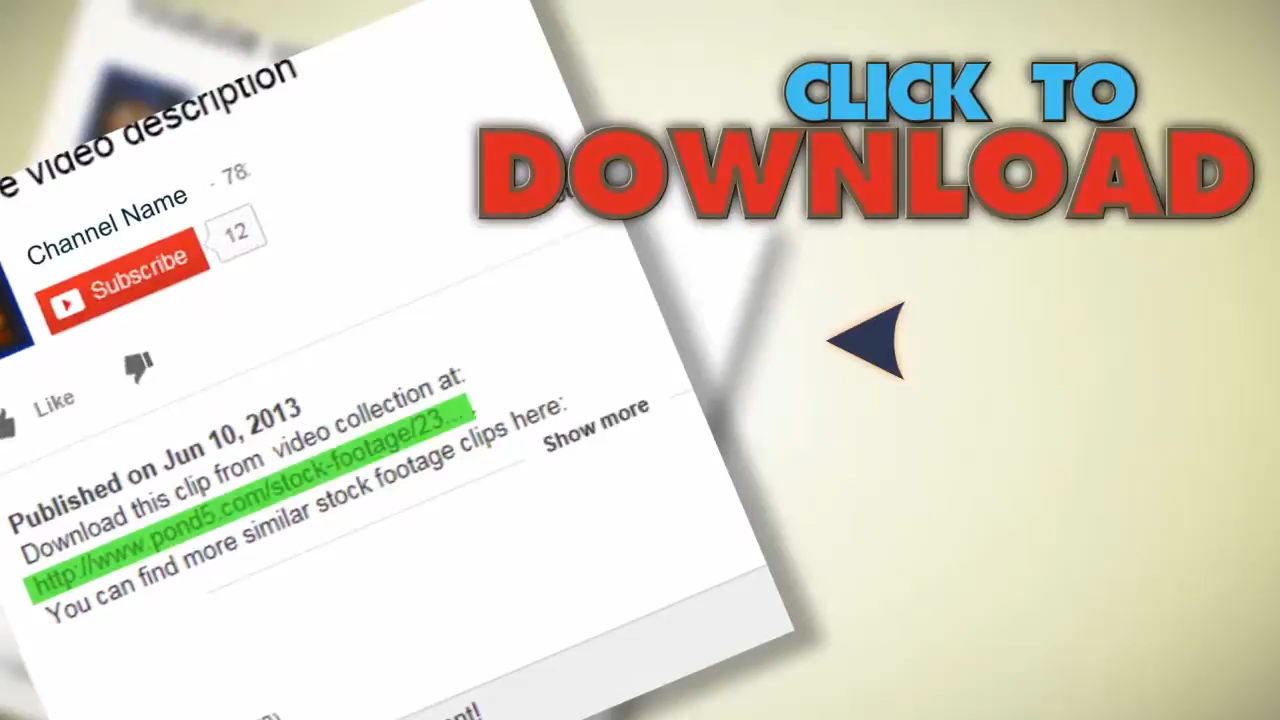 CLICK TO
DOWNLOAD
e video description
Channel Name
· 78
Subscribe
12
Like
Published on Jun 10, 2013
Download this clip from video collection at:
http://www.pond5.com/stock-footage/23...
You can find more similar stock footage clips here:
Show more